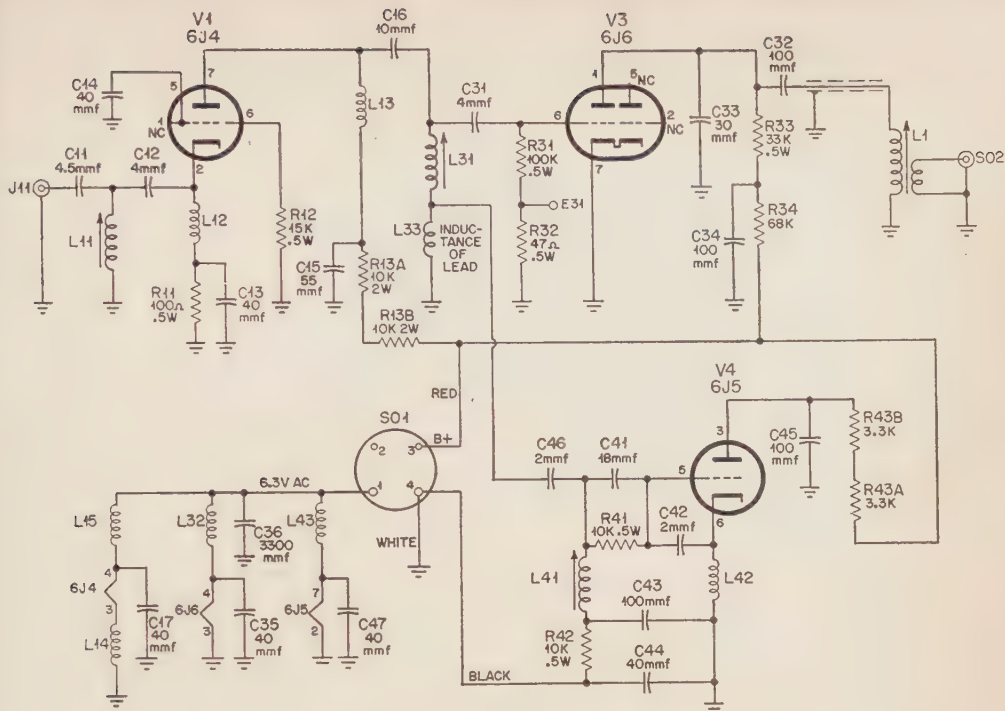 V1
6J4
C16
10mmf
V3
6J6
C32
100
mmf
C14
40
mmf
5
7
1
NC
6
2
L13
C31
4mmf
1
5
NC
6
2
NC
7
C33
30
mmf
R33
33K
.5W
L1
SO2
J11
C11
4.5mmf
C12
4mmf
L31
R31
100K
.5W
E31
L11
L12
R12
15K
.5W
L33
INDUC-
TANCE
OF
LEAD
R32
47Ω
.5W
C34
100
mmf
R34
68K
R11
100Ω
.5W
C13
40
mmf
C15
55
mmf
R13A
10K
2W
R13B
10K 2W
RED
V4
6J5
SO1
B+
2
3
1
4
C46
2mmf
C41
18mmf
3
5
6
C45
100
mmf
R43B
3.3K
R43A
3.3K
6.3V AC
L15
L32
C36
3300
mmf
L43
WHITE
R41
10K .5W
C42
2mmf
L41
L42
C43
100mmf
6J4
4
3
C17
40
mmf
6J6
4
3
C35
40
mmf
6J5
7
2
C47
40
mmf
L14
R42
10K
.5W
C44
40mmf
BLACK